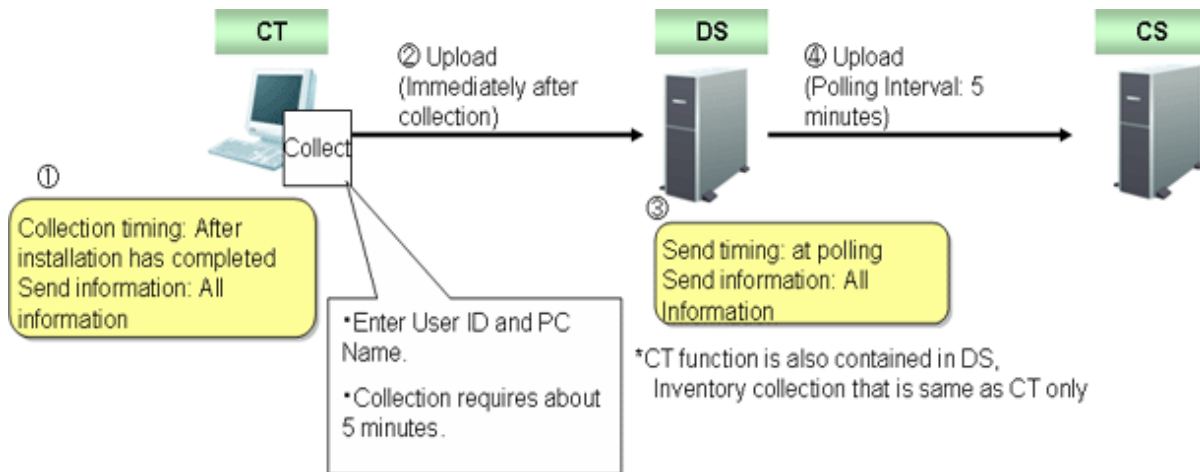 CT
DS
CS
② Upload
(Immediately after
collection)
④ Upload
(Polling Interval: 5
minutes)
Collect
①
Collection timing: After
installation has completed
Send information: All
information
③
Send timing: at polling
Send information: All
Information
・Enter User ID and PC
Name.
・Collection requires about
5 minutes.
*CT function is also contained in DS,
Inventory collection that is same as CT only